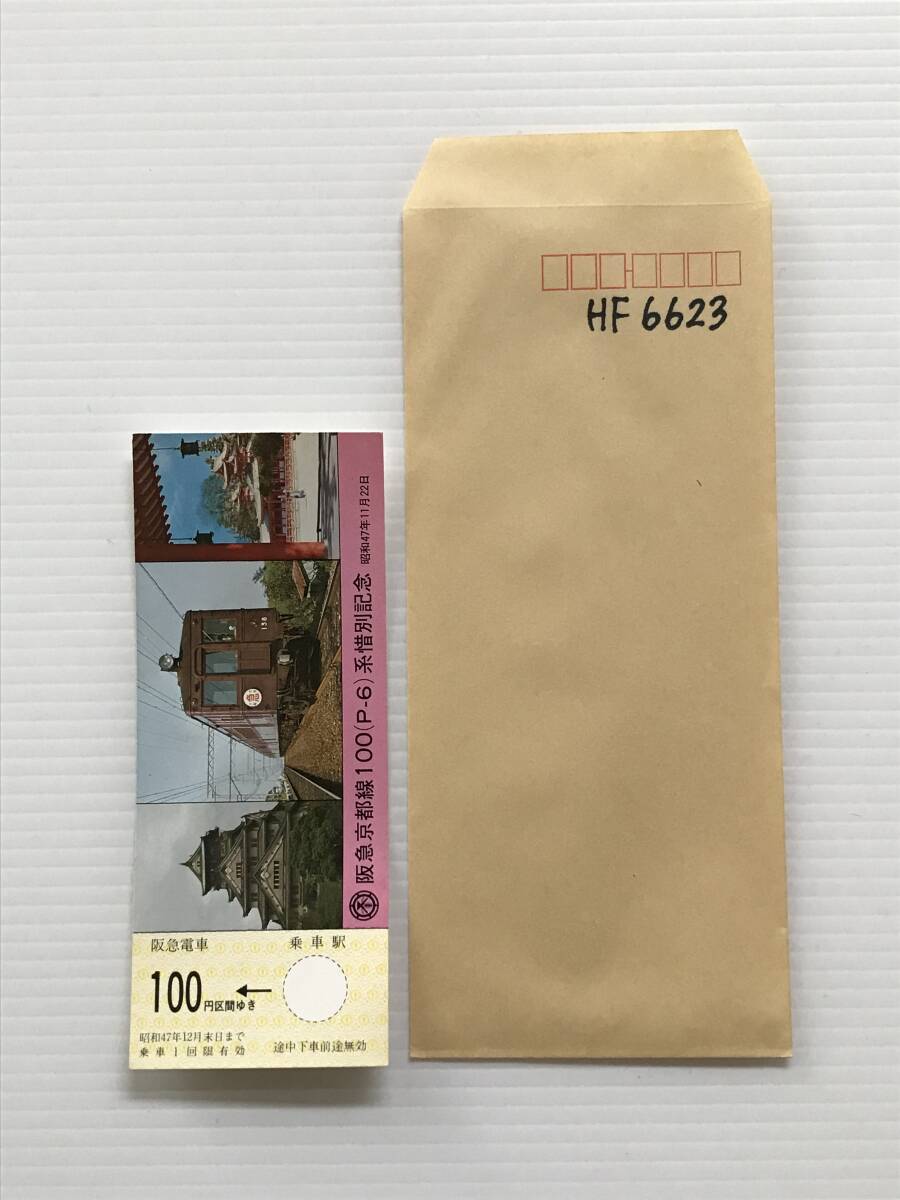 HF 6623
阪急京都線100(P-6)系惜別記念 昭和47年11月22日
158
急
阪急電車 乗車駅
100円区間ゆき ←
昭和47年12月末日まで
乗車1回限有効 途中下車前途無効